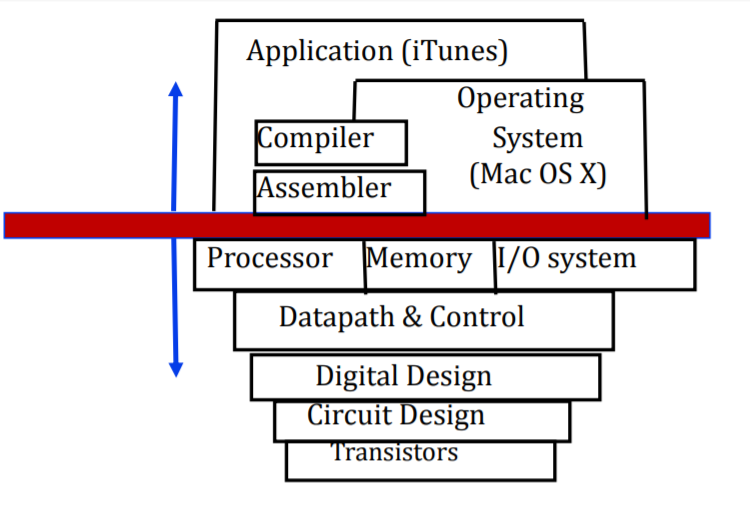 Application (iTunes)
Operating
System
(Mac OS X)
Compiler
Assembler
Processor
Memory
I/O system
Datapath & Control
Digital Design
Circuit Design
Transistors